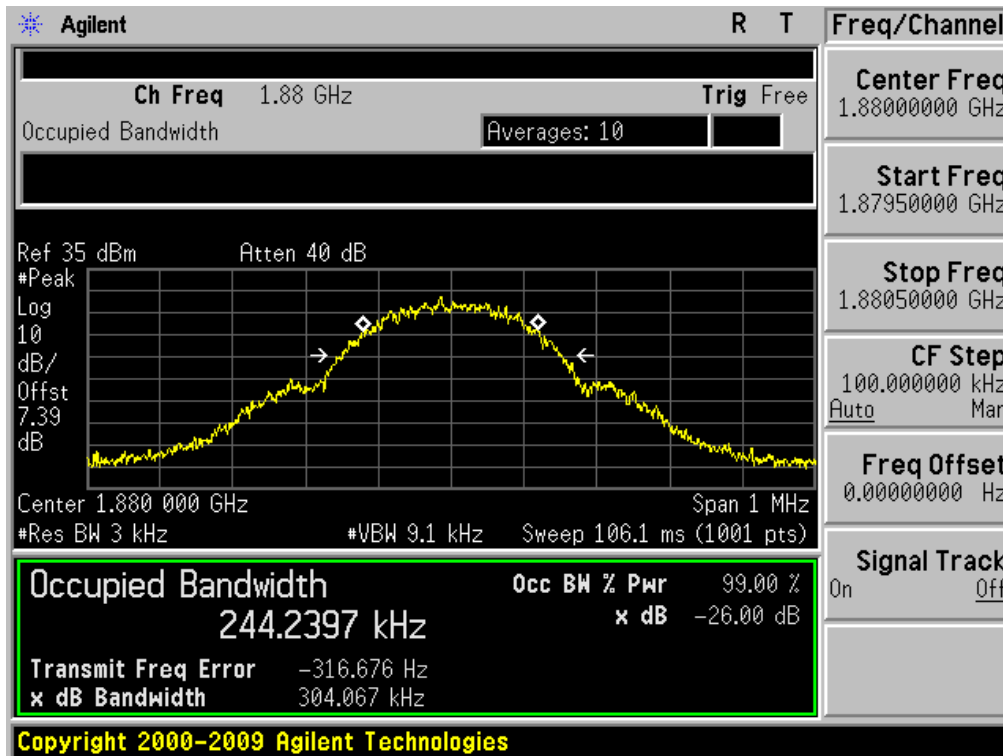 Agilent R T
Ch Freq 1.88 GHz Trig Free
Occupied Bandwidth Averages: 10
Ref 35 dBm Atten 40 dB
#Peak
Log
10
dB/
Offst
7.39
dB
Center 1.880 000 GHz Span 1 MHz
#Res BW 3 kHz #VBW 9.1 kHz Sweep 106.1 ms (1001 pts)
Occupied Bandwidth Occ BW % Pwr 99.00 %
244.2397 kHz x dB -26.00 dB
Transmit Freq Error -316.676 Hz
x dB Bandwidth 304.067 kHz
Copyright 2000-2009 Agilent Technologies
Freq/Channel
Center Freq
1.88000000 GHz
Start Freq
1.87950000 GHz
Stop Freq
1.88050000 GHz
CF Step
100.000000 kHz
Auto Man
Freq Offset
0.00000000 Hz
Signal Track
On Off